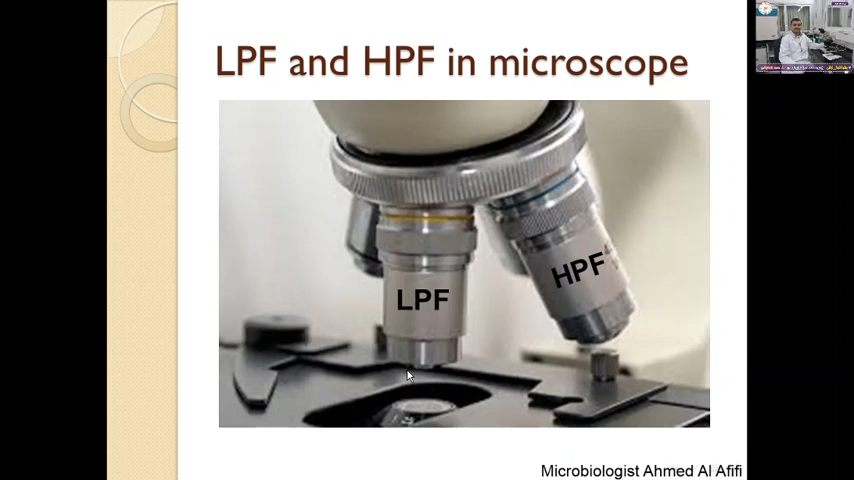 LPF and HPF in microscope
LPF
HPF
Microbiologist Ahmed Al Afifi